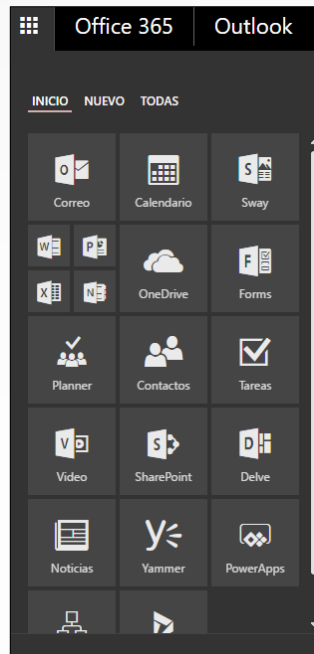 Office 365 Outlook
INICIO NUEVO TODAS
Correo Calendario Sway
W P
X N OneDrive Forms
Planner Contactos Tareas
Video SharePoint Delve
Noticias Yammer PowerApps